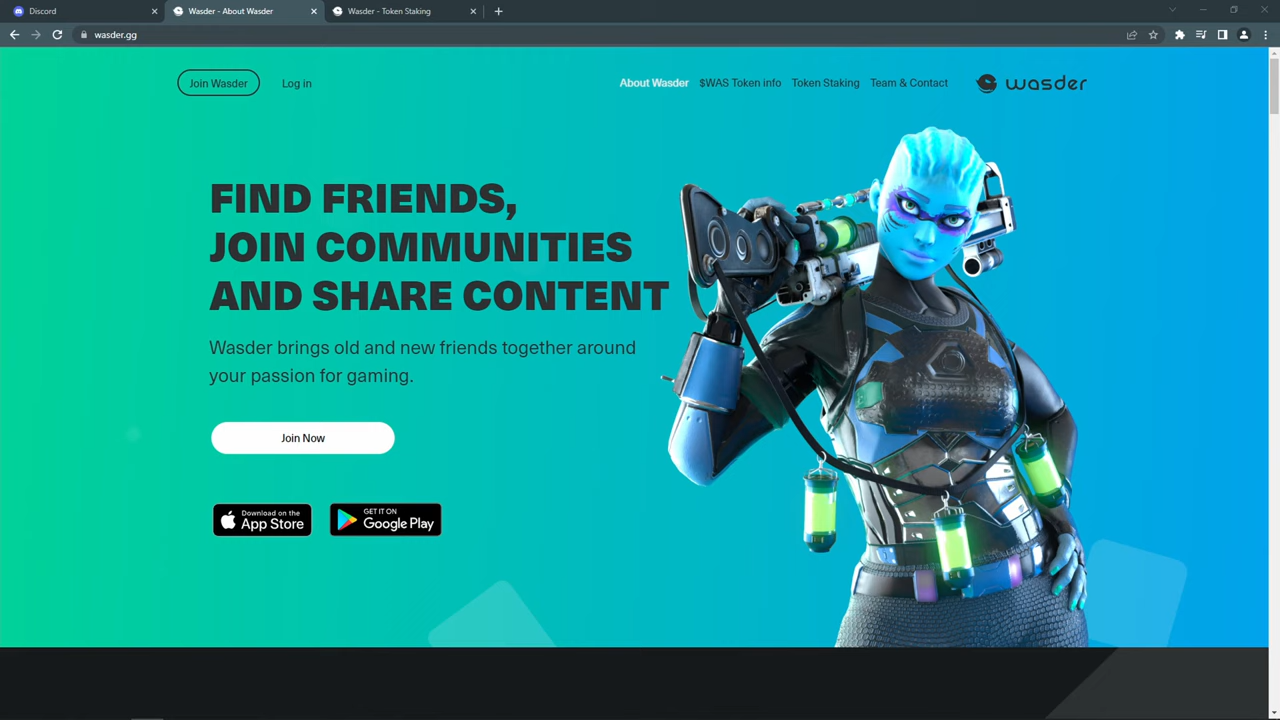 Discord
Wasder - About Wasder
Wasder - Token Staking
wasder.gg
Join Wasder
Log in
About Wasder
$WAS Token info
Token Staking
Team & Contact
wasder
FIND FRIENDS,
JOIN COMMUNITIES
AND SHARE CONTENT
Wasder brings old and new friends together around
your passion for gaming.
Join Now
Download on the
App Store
GET IT ON
Google Play